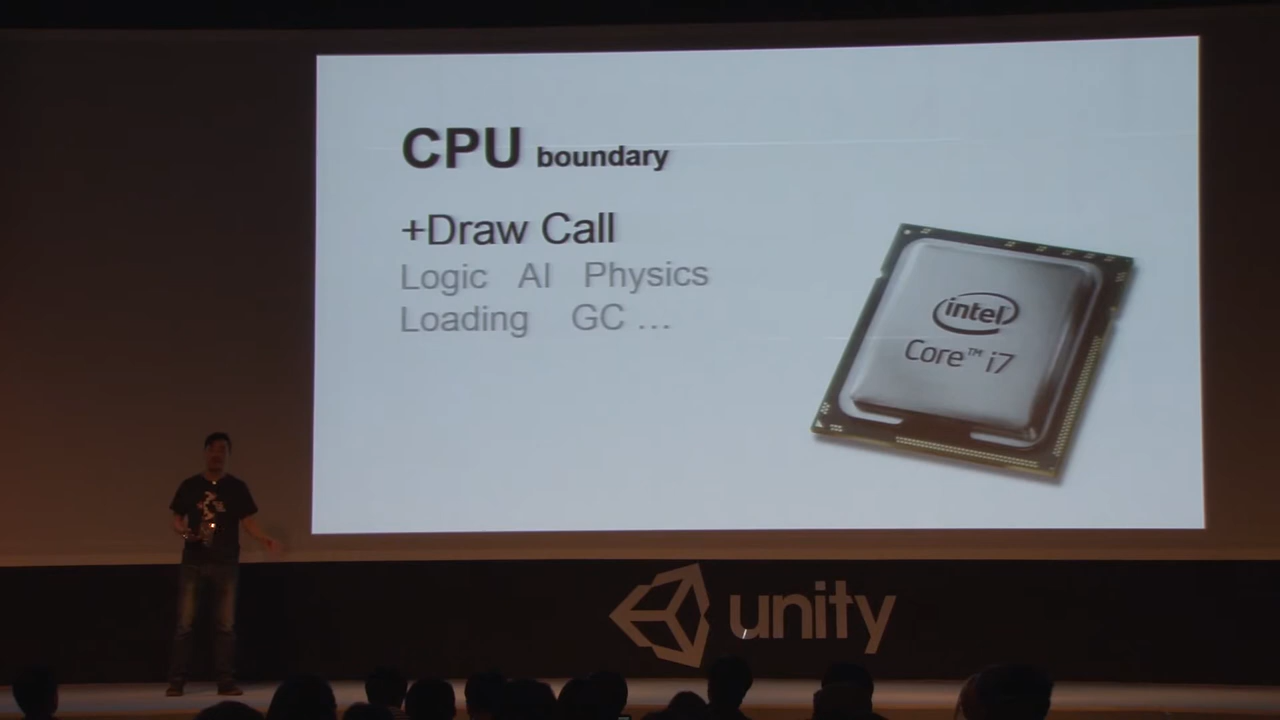 CPU boundary
+Draw Call
Logic AI Physics
Loading GC ...
intel
Core™ i7
unity